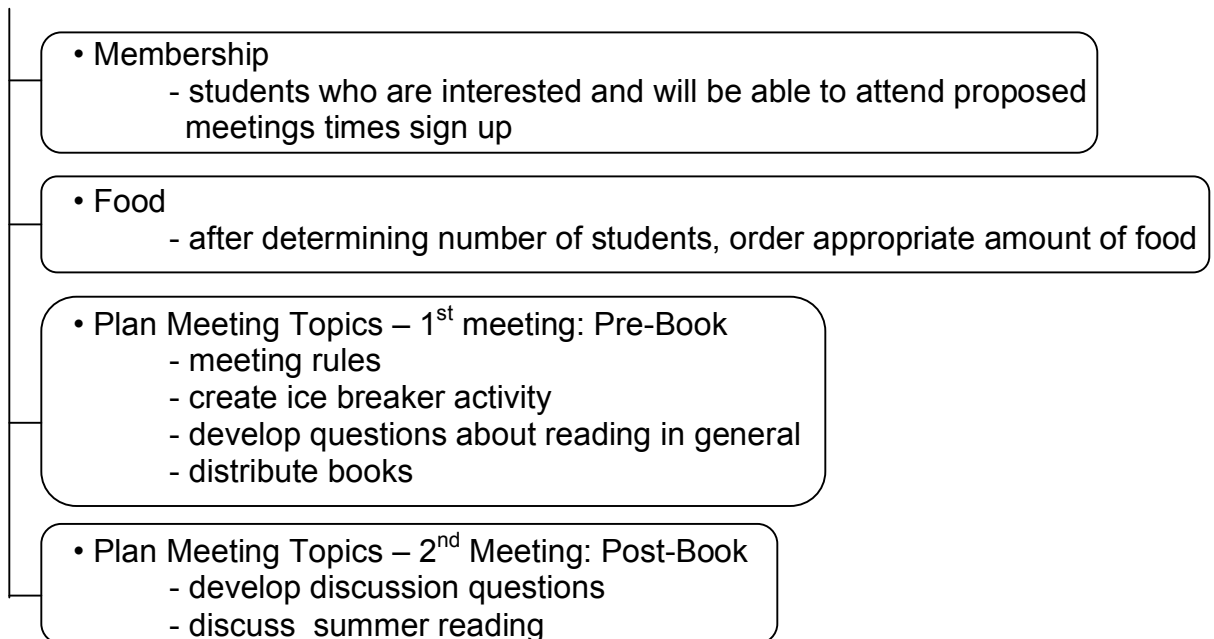 • Membership
- students who are interested and will be able to attend proposed
meetings times sign up
• Food
- after determining number of students, order appropriate amount of food
• Plan Meeting Topics – 1st meeting: Pre-Book
- meeting rules
- create ice breaker activity
- develop questions about reading in general
- distribute books
• Plan Meeting Topics – 2nd Meeting: Post-Book
- develop discussion questions
- discuss summer reading